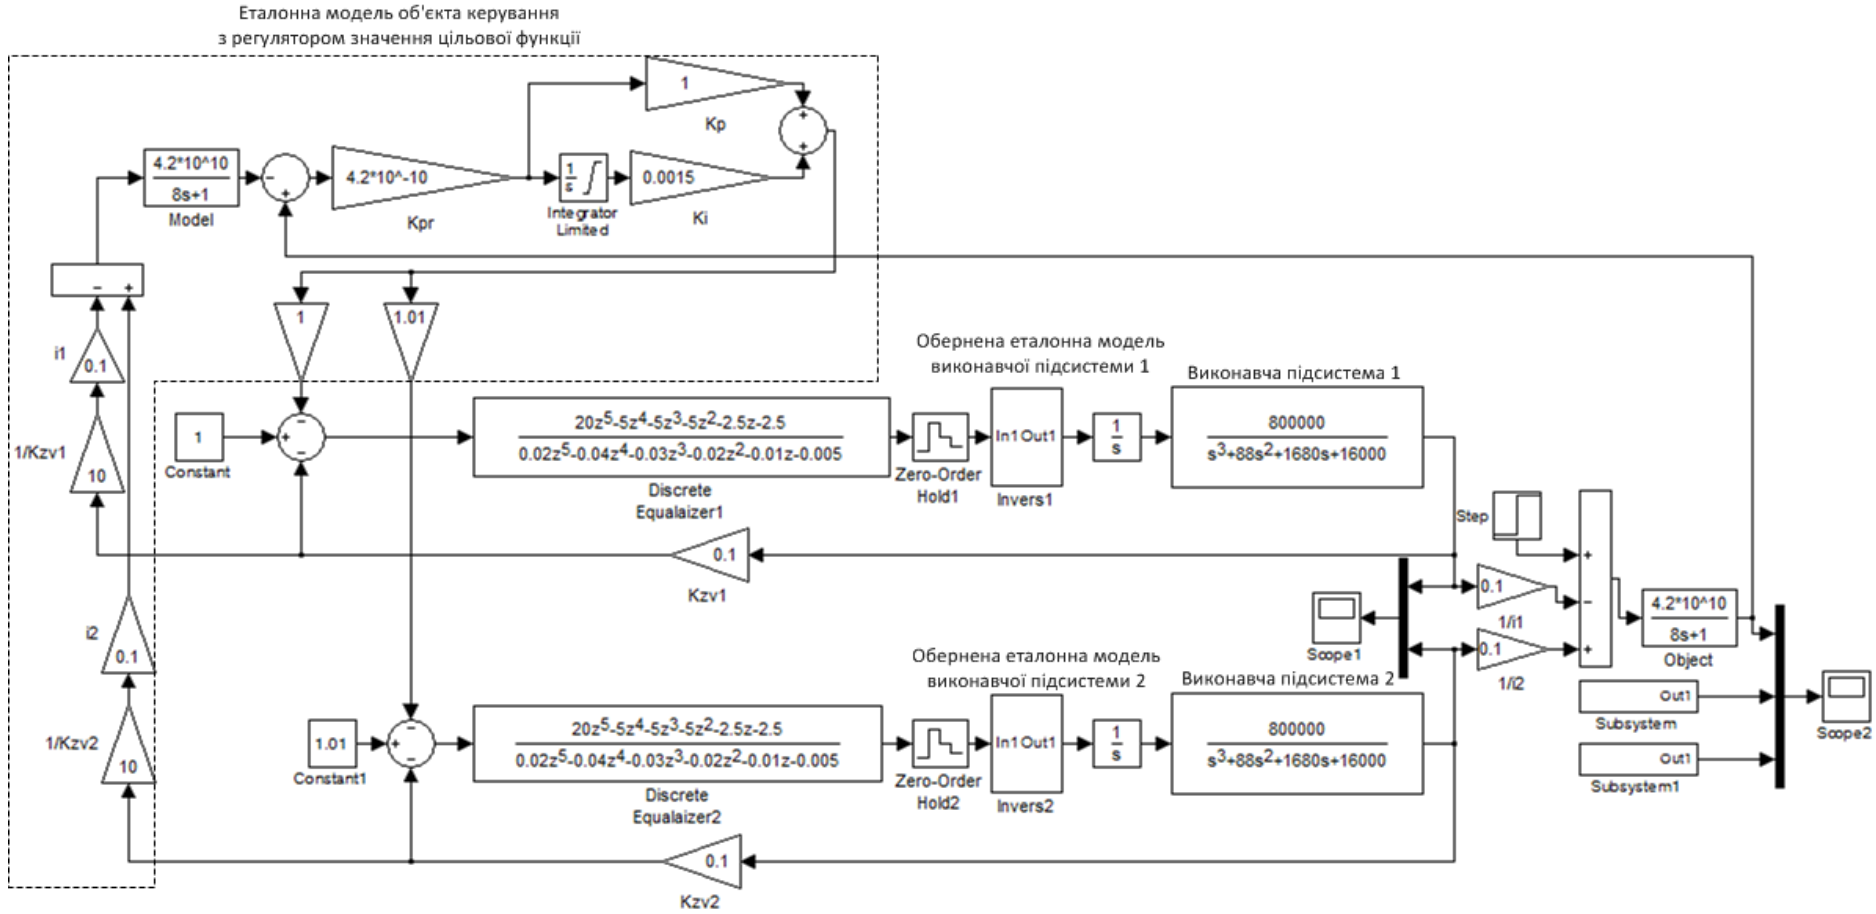 Еталонна модель об'єкта керування
з регулятором значення цільової функції
1
Kp
+
+
4.2*10^10
8s+1
Model
-
+
4.2*10^-10
Kpr
1
s
Integrator
Limited
0.0015
Ki
- +
1
1.01
i1
0.1
1/Kzv1
10
1
Constant
-
+
-
20z5-5z4-5z3-5z2-2.5z-2.5
0.02z5-0.04z4-0.03z3-0.02z2-0.01z-0.005
Discrete
Equalaizer1
Zero-Order
Hold1
Обернена еталонна модель
виконавчої підсистеми 1
In1 Out1
Invers1
1
s
Виконавча підсистема 1
800000
s3+88s2+1680s+16000
0.1
Kzv1
Step
+
-
+
0.1
1/i1
0.1
1/i2
Scope1
4.2*10^10
8s+1
Object
Out1
Subsystem
Out1
Subsystem1
Scope2
i2
0.1
1/Kzv2
10
1.01
Constant1
-
+
-
20z5-5z4-5z3-5z2-2.5z-2.5
0.02z5-0.04z4-0.03z3-0.02z2-0.01z-0.005
Discrete
Equalaizer2
Zero-Order
Hold2
Обернена еталонна модель
виконавчої підсистеми 2
In1 Out1
Invers2
1
s
Виконавча підсистема 2
800000
s3+88s2+1680s+16000
0.1
Kzv2